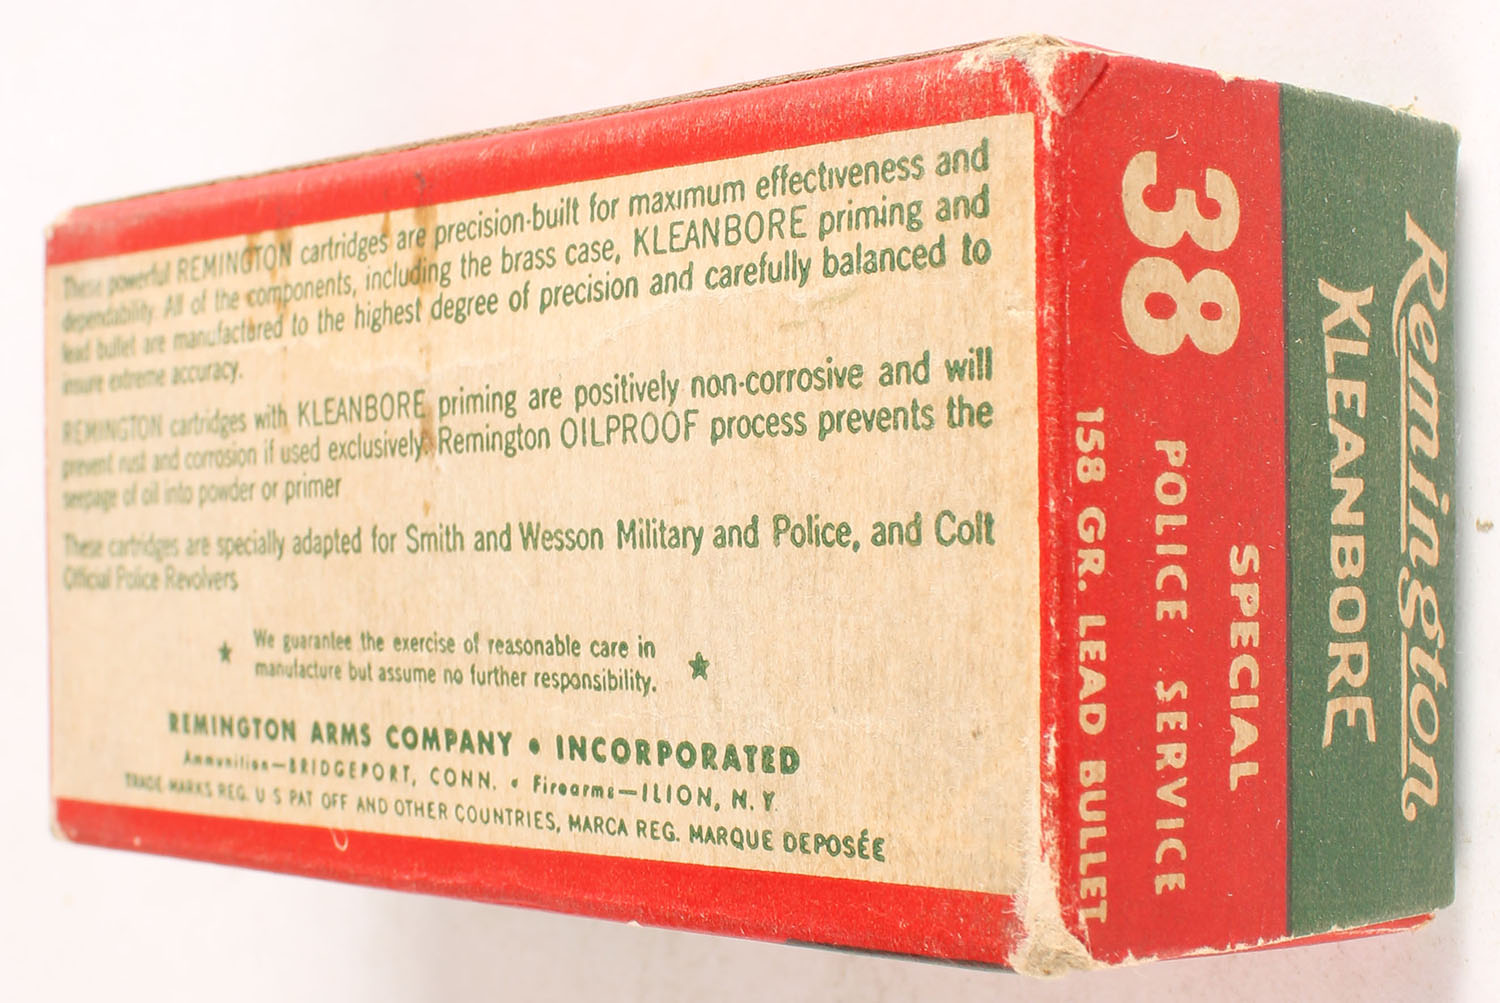 These powerful REMINGTON cartridges are precision-built for maximum effectiveness and
dependability. All of the components, including the brass case, KLEANBORE priming and
lead bullet are manufactured to the highest degree of precision and carefully balanced to
insure extreme accuracy.
REMINGTON cartridges with KLEANBORE priming are positively non-corrosive and will
prevent rust and corrosion if used exclusively. Remington OILPROOF process prevents the
seepage of oil into powder or primer
These cartridges are specially adapted for Smith and Wesson Military and Police, and Colt
Official Police Revolvers
★ We guarantee the exercise of reasonable care in
manufacture but assume no further responsibility. ★
REMINGTON ARMS COMPANY • INCORPORATED
Ammunition—BRIDGEPORT, CONN. • Firearms—ILION, N. Y.
TRADE-MARKS REG. U S PAT OFF AND OTHER COUNTRIES, MARCA REG. MARQUE DEPOSÉE
Remington
KLEANBORE
38 SPECIAL
POLICE SERVICE
158 GR. LEAD BULLET